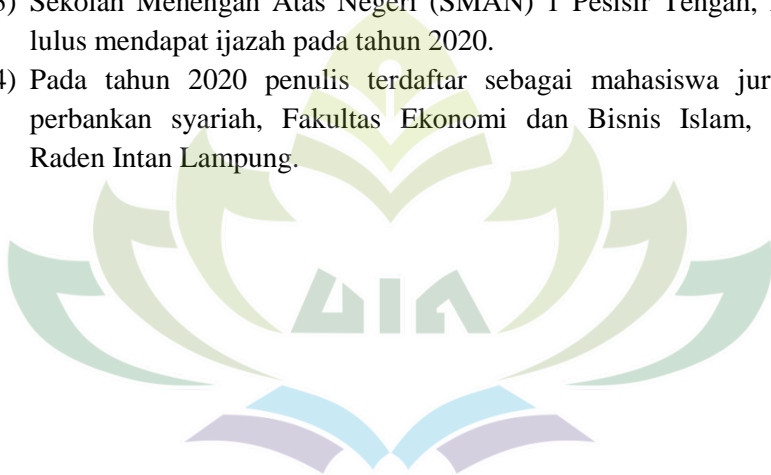 ) Sekolah Menengah Atas Negeri (SMAN) 1 Pesisir Tengah,
lulus mendapat ijazah pada tahun 2020.
4) Pada tahun 2020 penulis terdaftar sebagai mahasiswa jur
perbankan syariah, Fakultas Ekonomi dan Bisnis Islam,
Raden Intan Lampung.
UIN